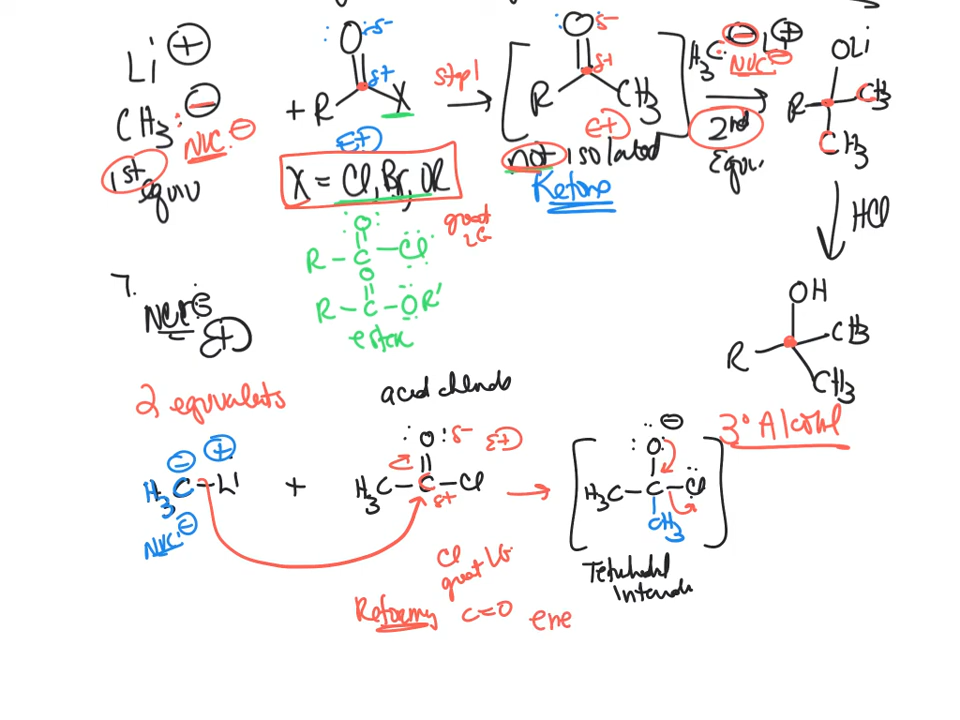 Li ⊕
CH3:⊖ NUC⊖
1st equiv
+
:O: δ-
δ+
R X
E+
X = Cl, Br, OR
great LG
step 1
:O: δ-
δ+
R CH3
E+
not isolated
Ketone
H3C:⊖ Li⊕
NUC⊖
2nd
Equiv
OLi
R CH3
CH3
HCl
OH
R CH3
CH3
3° Alcohol
:O:
R-C-Cl:
O
R-C-OR'
ester
7.
E+
2 equivalents
acid chloride
⊖ ⊕
H3C-Li
NUC:⊖
+
:O: δ- E+
H3C-C-Cl
δ+
:O: ⊖
H3C-C-Cl
CH3
Tetrahedral
Interm
Cl
great LG
Reforming C=O ene